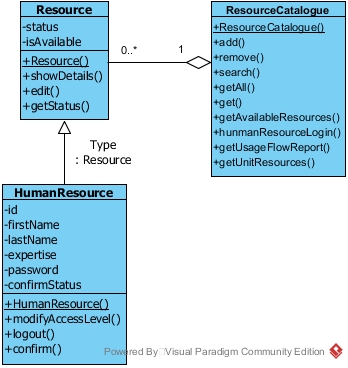 Resource
-status
-isAvailable
+Resource()
+showDetails()
+edit()
+getStatus()
0..*
1
ResourceCatalogue
+ResourceCatalogue()
+add()
+remove()
+search()
+getAll()
+get()
+getAvailableResources()
+hunmanResourceLogin()
+getUsageFlowReport()
+getUnitResources()
Type
: Resource
HumanResource
-id
-firstName
-lastName
-expertise
-password
-confirmStatus
+HumanResource()
+modifyAccessLevel()
+logout()
+confirm()
Powered By Visual Paradigm Community Edition